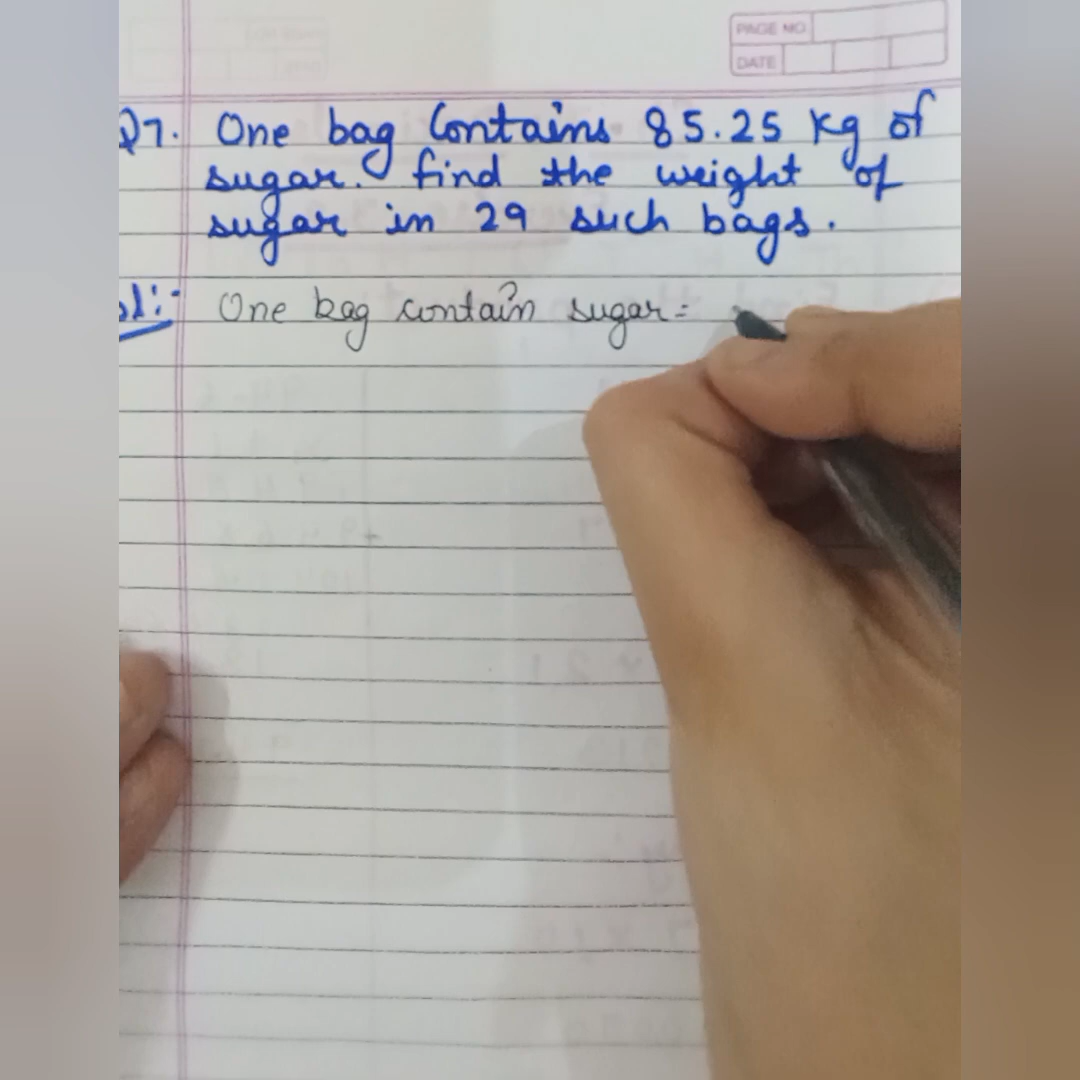 PAGE NO.
DATE
Q7. One bag Contains 85.25 Kg of
sugar. find the weight of
sugar in 29 such bags.
Sol:- One bag contain sugar =